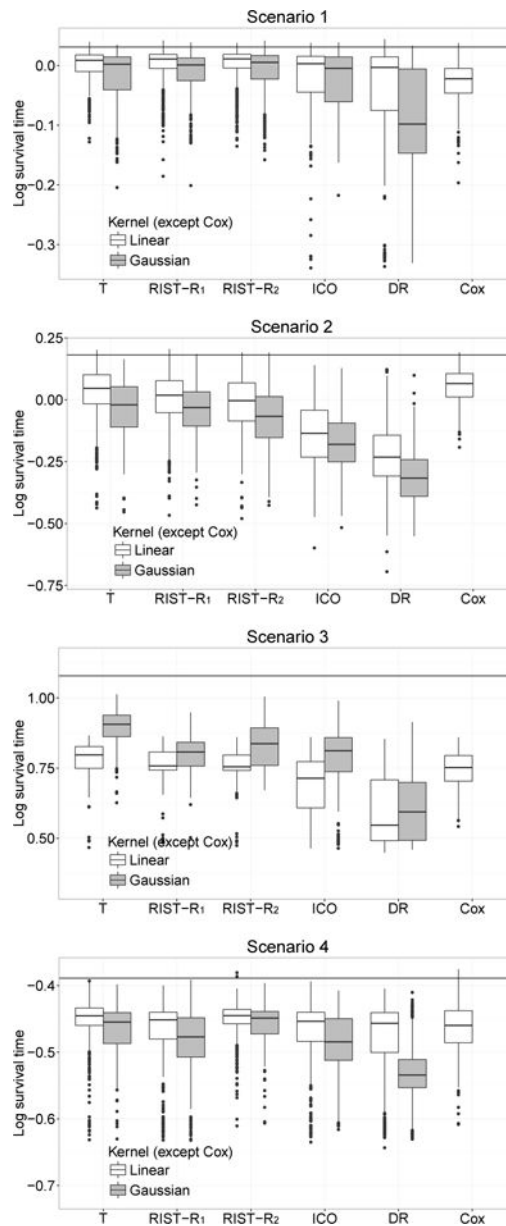 Scenario 1
Log survival time
0.0
-0.1
-0.2
-0.3
Kernel (except Cox)
Linear
Gaussian
T RIST-R1 RIST-R2 ICO DR Cox
Scenario 2
Log survival time
0.25
0.00
-0.25
-0.50
-0.75
Kernel (except Cox)
Linear
Gaussian
T RIST-R1 RIST-R2 ICO DR Cox
Scenario 3
Log survival time
1.00
0.75
0.50
Kernel (except Cox)
Linear
Gaussian
T RIST-R1 RIST-R2 ICO DR Cox
Scenario 4
Log survival time
-0.4
-0.5
-0.6
-0.7
Kernel (except Cox)
Linear
Gaussian
T RIST-R1 RIST-R2 ICO DR Cox